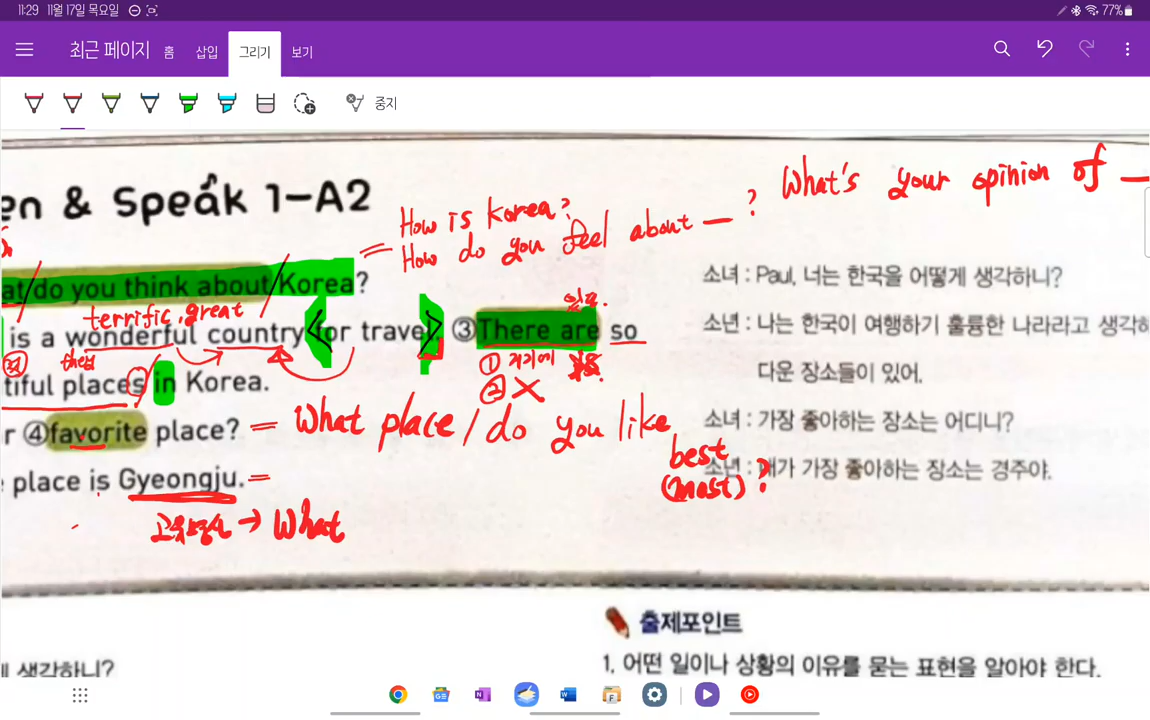 11:29 11월 17일 목요일
77%
최근 페이지 홈 삽입 그리기 보기
중지
en & Speak 1-A2
How is korea?
= How do you feel about — ?
What's your opinion of —
at do you think about Korea?
terrific, great
is a wonderful country for travel. ③There are so
① 거기에
② X
tiful places in Korea.
r ④favorite place? = What place / do you like best (most)?
place is Gyeongju. =
고유명사 → What
소녀 : Paul, 너는 한국을 어떻게 생각하니?
소년 : 나는 한국이 여행하기 훌륭한 나라라고 생각하
다운 장소들이 있어.
소녀 : 가장 좋아하는 장소는 어디니?
소년 : 내가 가장 좋아하는 장소는 경주야.
게 생각하니?
출제포인트
1. 어떤 일이나 상황의 이유를 묻는 표현을 알아야 한다.